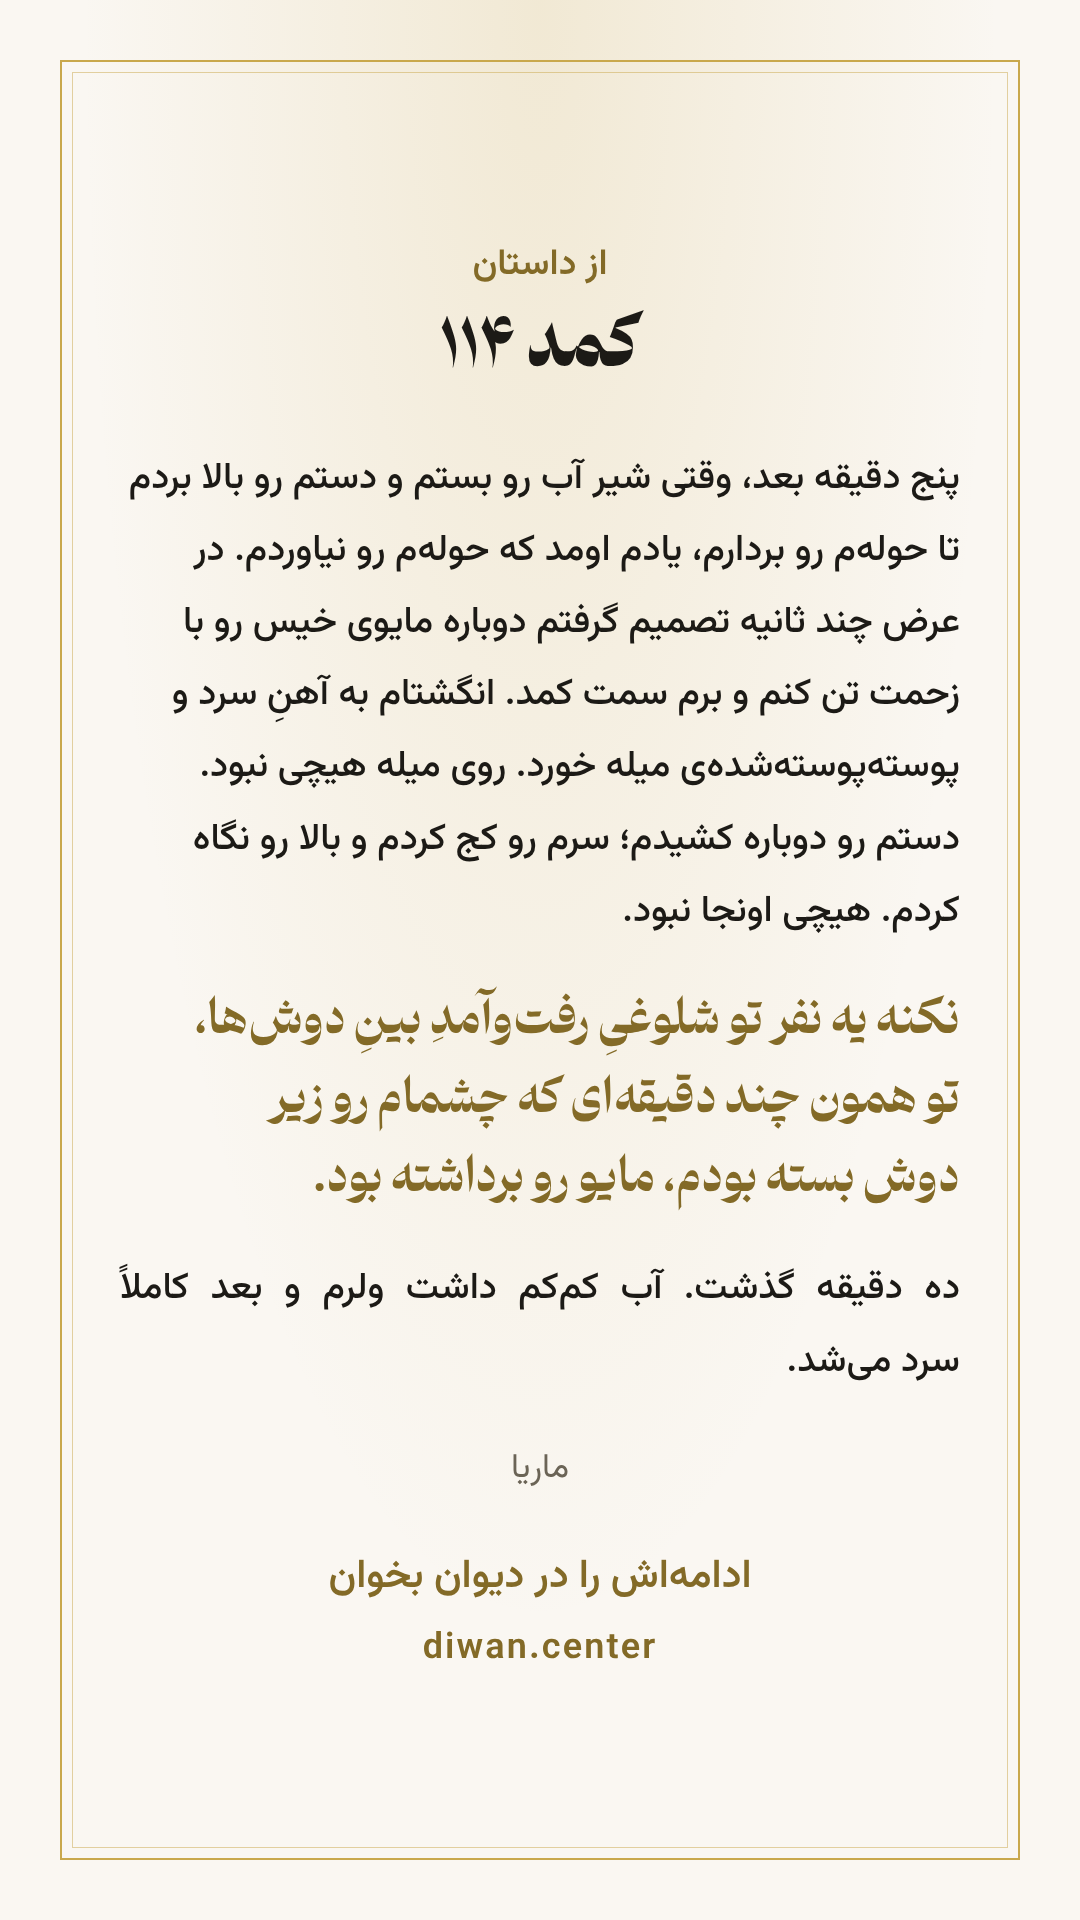 از داستان
کمد ۱۱۴
پنج دقیقه بعد، وقتی شیر آب رو بستم و دستم رو بالا بردم
تا حوله‌م رو بردارم، یادم اومد که حوله‌م رو نیاوردم. در
عرض چند ثانیه تصمیم گرفتم دوباره مایوی خیس رو با
زحمت تن کنم و برم سمت کمد. انگشتام به آهنِ سرد و
پوسته‌پوسته‌شده‌ی میله خورد. روی میله هیچی نبود.
دستم رو دوباره کشیدم؛ سرم رو کج کردم و بالا رو نگاه
کردم. هیچی اونجا نبود.
نکنه یه نفر تو شلوغیِ رفت‌وآمدِ بینِ دوش‌ها،
تو همون چند دقیقه‌ای که چشمام رو زیر
دوش بسته بودم، مایو رو برداشته بود.
ده دقیقه گذشت. آب کم‌کم داشت ولرم و بعد کاملاً
سرد می‌شد.
ماریا
ادامه‌اش را در دیوان بخوان
diwan.center